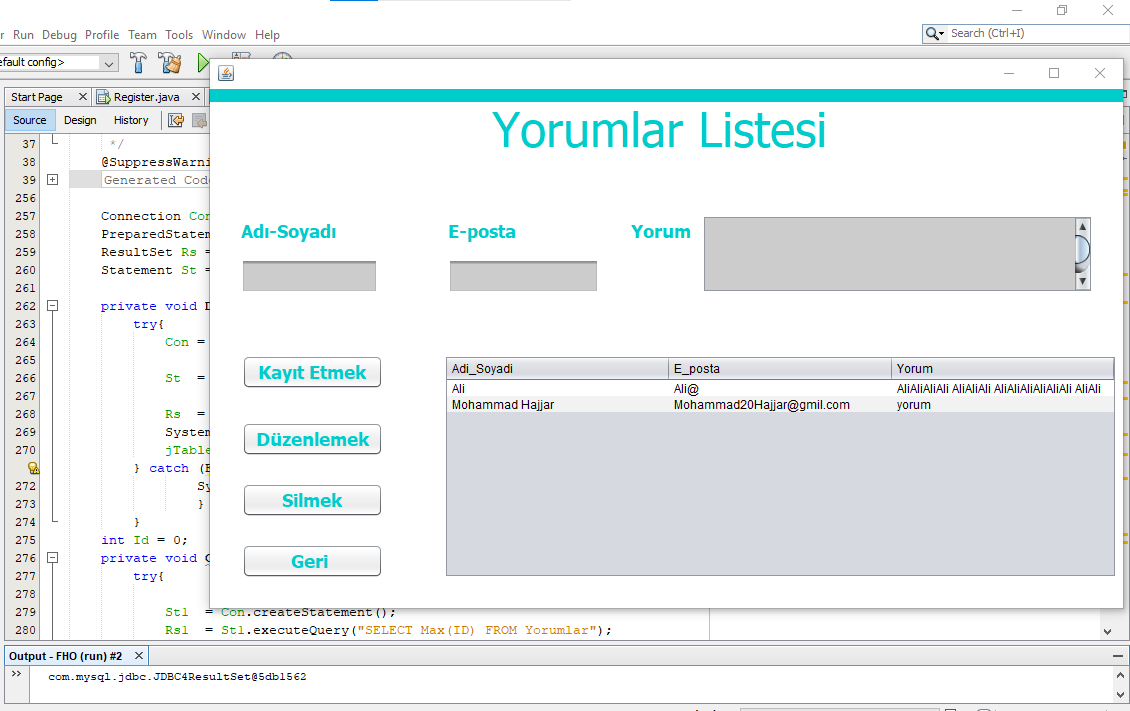 Run Debug Profile Team Tools Window Help
Search (Ctrl+I)
efault config>
Start Page
Register.java
Source Design History
Yorumlar Listesi
Adı-Soyadı
E-posta
Yorum
Kayıt Etmek
Düzenlemek
Silmek
Geri
Adi_Soyadi E_posta Yorum
Ali Ali@ AliAliAliAli AliAliAli AliAliAliAliAliAli AliAli
Mohammad Hajjar Mohammad20Hajjar@gmil.com yorum
37 */
38 @SuppressWarni
39 Generated Code
256
257 Connection Con
258 PreparedStatem
259 ResultSet Rs =
260 Statement St =
261
262 private void D
263 try{
264 Con =
265
266 St =
267
268 Rs =
269 System
270 jTable
} catch (E
272 Sy
273 }
274 }
275 int Id = 0;
276 private void
277 try{
278
279 St1 = Con.createStatement();
280 Rs1 = St1.executeQuery("SELECT Max(ID) FROM Yorumlar");
Output - FHO (run) #2
com.mysql.jdbc.JDBC4ResultSet@5db1562